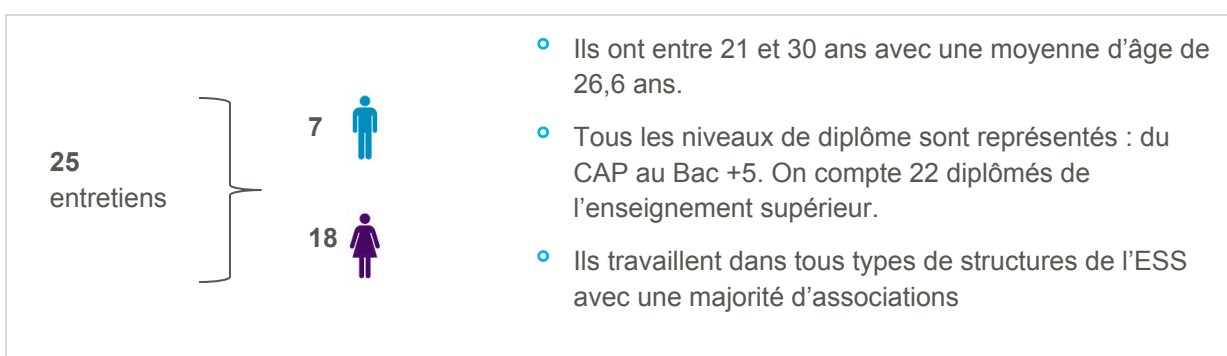 25
entretiens
7
18
Ils ont entre 21 et 30 ans avec une moyenne d’âge de
26,6 ans.
Tous les niveaux de diplôme sont représentés : du
CAP au Bac +5. On compte 22 diplômés de
l’enseignement supérieur.
Ils travaillent dans tous types de structures de l’ESS
avec une majorité d’associations